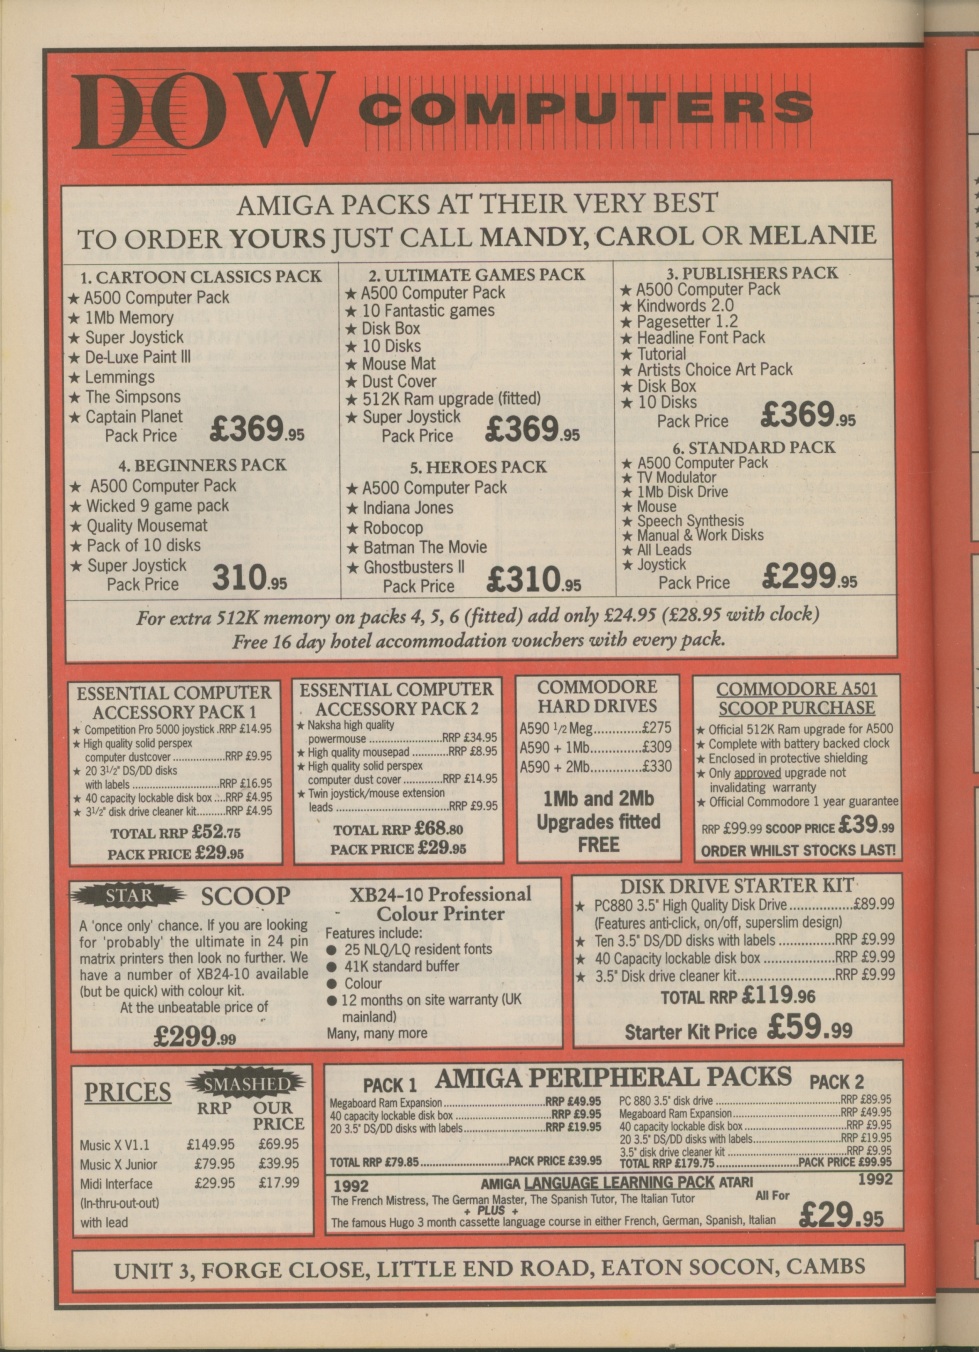 DOW COMPUTERS
AMIGA PACKS AT THEIR VERY BEST
TO ORDER YOURS JUST CALL MANDY, CAROL OR MELANIE
1. CARTOON CLASSICS PACK
★ A500 Computer Pack
★ 1Mb Memory
★ Super Joystick
★ De-Luxe Paint III
★ Lemmings
★ The Simpsons
★ Captain Planet
Pack Price £369.95
2. ULTIMATE GAMES PACK
★ A500 Computer Pack
★ 10 Fantastic games
★ Disk Box
★ 10 Disks
★ Mouse Mat
★ Dust Cover
★ 512K Ram upgrade (fitted)
★ Super Joystick
Pack Price £369.95
3. PUBLISHERS PACK
★ A500 Computer Pack
★ Kindwords 2.0
★ Pagesetter 1.2
★ Headline Font Pack
★ Tutorial
★ Artists Choice Art Pack
★ Disk Box
★ 10 Disks
Pack Price £369.95
4. BEGINNERS PACK
★ A500 Computer Pack
★ Wicked 9 game pack
★ Quality Mousemat
★ Pack of 10 disks
★ Super Joystick
Pack Price 310.95
5. HEROES PACK
★ A500 Computer Pack
★ Indiana Jones
★ Robocop
★ Batman The Movie
★ Ghostbusters II
Pack Price £310.95
6. STANDARD PACK
★ A500 Computer Pack
★ TV Modulator
★ 1Mb Disk Drive
★ Mouse
★ Speech Synthesis
★ Manual & Work Disks
★ All Leads
★ Joystick
Pack Price £299.95
For extra 512K memory on packs 4, 5, 6 (fitted) add only £24.95 (£28.95 with clock)
Free 16 day hotel accommodation vouchers with every pack.
ESSENTIAL COMPUTER
ACCESSORY PACK 1
★ Competition Pro 5000 joystick .RRP £14.95
★ High quality solid perspex
computer dustcover ..................RRP £9.95
★ 20 3½" DS/DD disks
with labels ..............................RRP £16.95
★ 40 capacity lockable disk box ....RRP £4.95
★ 3½" disk drive cleaner kit.........RRP £4.95
TOTAL RRP £52.75
PACK PRICE £29.95
ESSENTIAL COMPUTER
ACCESSORY PACK 2
★ Naksha high quality
powermouse ..........................RRP £34.95
★ High quality mousepad ............RRP £8.95
★ High quality solid perspex
computer dust cover ..............RRP £14.95
★ Twin joystick/mouse extension
leads ......................................RRP £9.95
TOTAL RRP £68.80
PACK PRICE £29.95
COMMODORE
HARD DRIVES
A590 ½ Meg............£275
A590 + 1Mb.............£309
A590 + 2Mb.............£330
1Mb and 2Mb
Upgrades fitted
FREE
COMMODORE A501
SCOOP PURCHASE
★ Official 512K Ram upgrade for A500
★ Complete with battery backed clock
★ Enclosed in protective shielding
★ Only approved upgrade not
invalidating warranty
★ Official Commodore 1 year guarantee
RRP £99.99 SCOOP PRICE £39.99
ORDER WHILST STOCKS LAST!
STAR SCOOP
A 'once only' chance. If you are looking
for 'probably' the ultimate in 24 pin
matrix printers then look no further. We
have a number of XB24-10 available
(but be quick) with colour kit.
At the unbeatable price of
£299.99
XB24-10 Professional
Colour Printer
Features include:
● 25 NLQ/LQ resident fonts
● 41K standard buffer
● Colour
● 12 months on site warranty (UK
mainland)
Many, many more
DISK DRIVE STARTER KIT
★ PC880 3.5" High Quality Disk Drive ................£89.99
(Features anti-click, on/off, superslim design)
★ Ten 3.5" DS/DD disks with labels ..............RRP £9.99
★ 40 Capacity lockable disk box ..................RRP £9.99
★ 3.5" Disk drive cleaner kit.........................RRP £9.99
TOTAL RRP £119.96
Starter Kit Price £59.99
PRICES SMASHED
RRP OUR PRICE
Music X V1.1 £149.95 £69.95
Music X Junior £79.95 £39.95
Midi Interface £29.95 £17.99
(In-thru-out-out)
with lead
PACK 1 AMIGA PERIPHERAL PACKS PACK 2
Megaboard Ram Expansion.................................RRP £49.95
40 capacity lockable disk box ..............................RRP £9.95
20 3.5" DS/DD disks with labels...........................RRP £19.95
TOTAL RRP £79.85............................PACK PRICE £39.95
PC 880 3.5" disk drive .......................................RRP £89.95
Megaboard Ram Expansion.................................RRP £49.95
40 capacity lockable disk box ..............................RRP £9.95
20 3.5" DS/DD disks with labels...........................RRP £19.95
3.5" disk drive cleaner kit ...................................RRP £9.95
TOTAL RRP £179.75..........................PACK PRICE £99.95
1992 AMIGA LANGUAGE LEARNING PACK ATARI 1992
The French Mistress, The German Master, The Spanish Tutor, The Italian Tutor
+ PLUS +
The famous Hugo 3 month cassette language course in either French, German, Spanish, Italian
All For £29.95
UNIT 3, FORGE CLOSE, LITTLE END ROAD, EATON SOCON, CAMBS